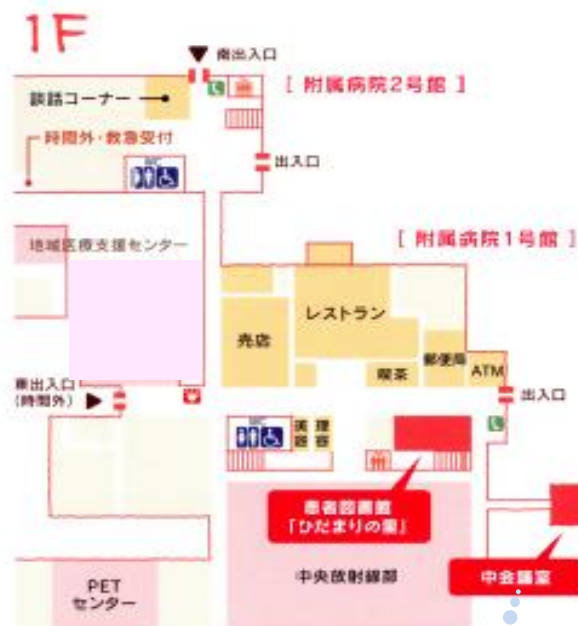 1F
南出入口
[ 附属病院2号館 ]
談話コーナー
時間外・救急受付
出入口
WC
地域医療支援センター
[ 附属病院1号館 ]
レストラン
売店
郵便局
喫茶
ATM
東出入口
(時間外)
出入口
WC
美容
理容
患者図書館
「ひだまりの里」
中央放射線部
中会議室
PET
センター